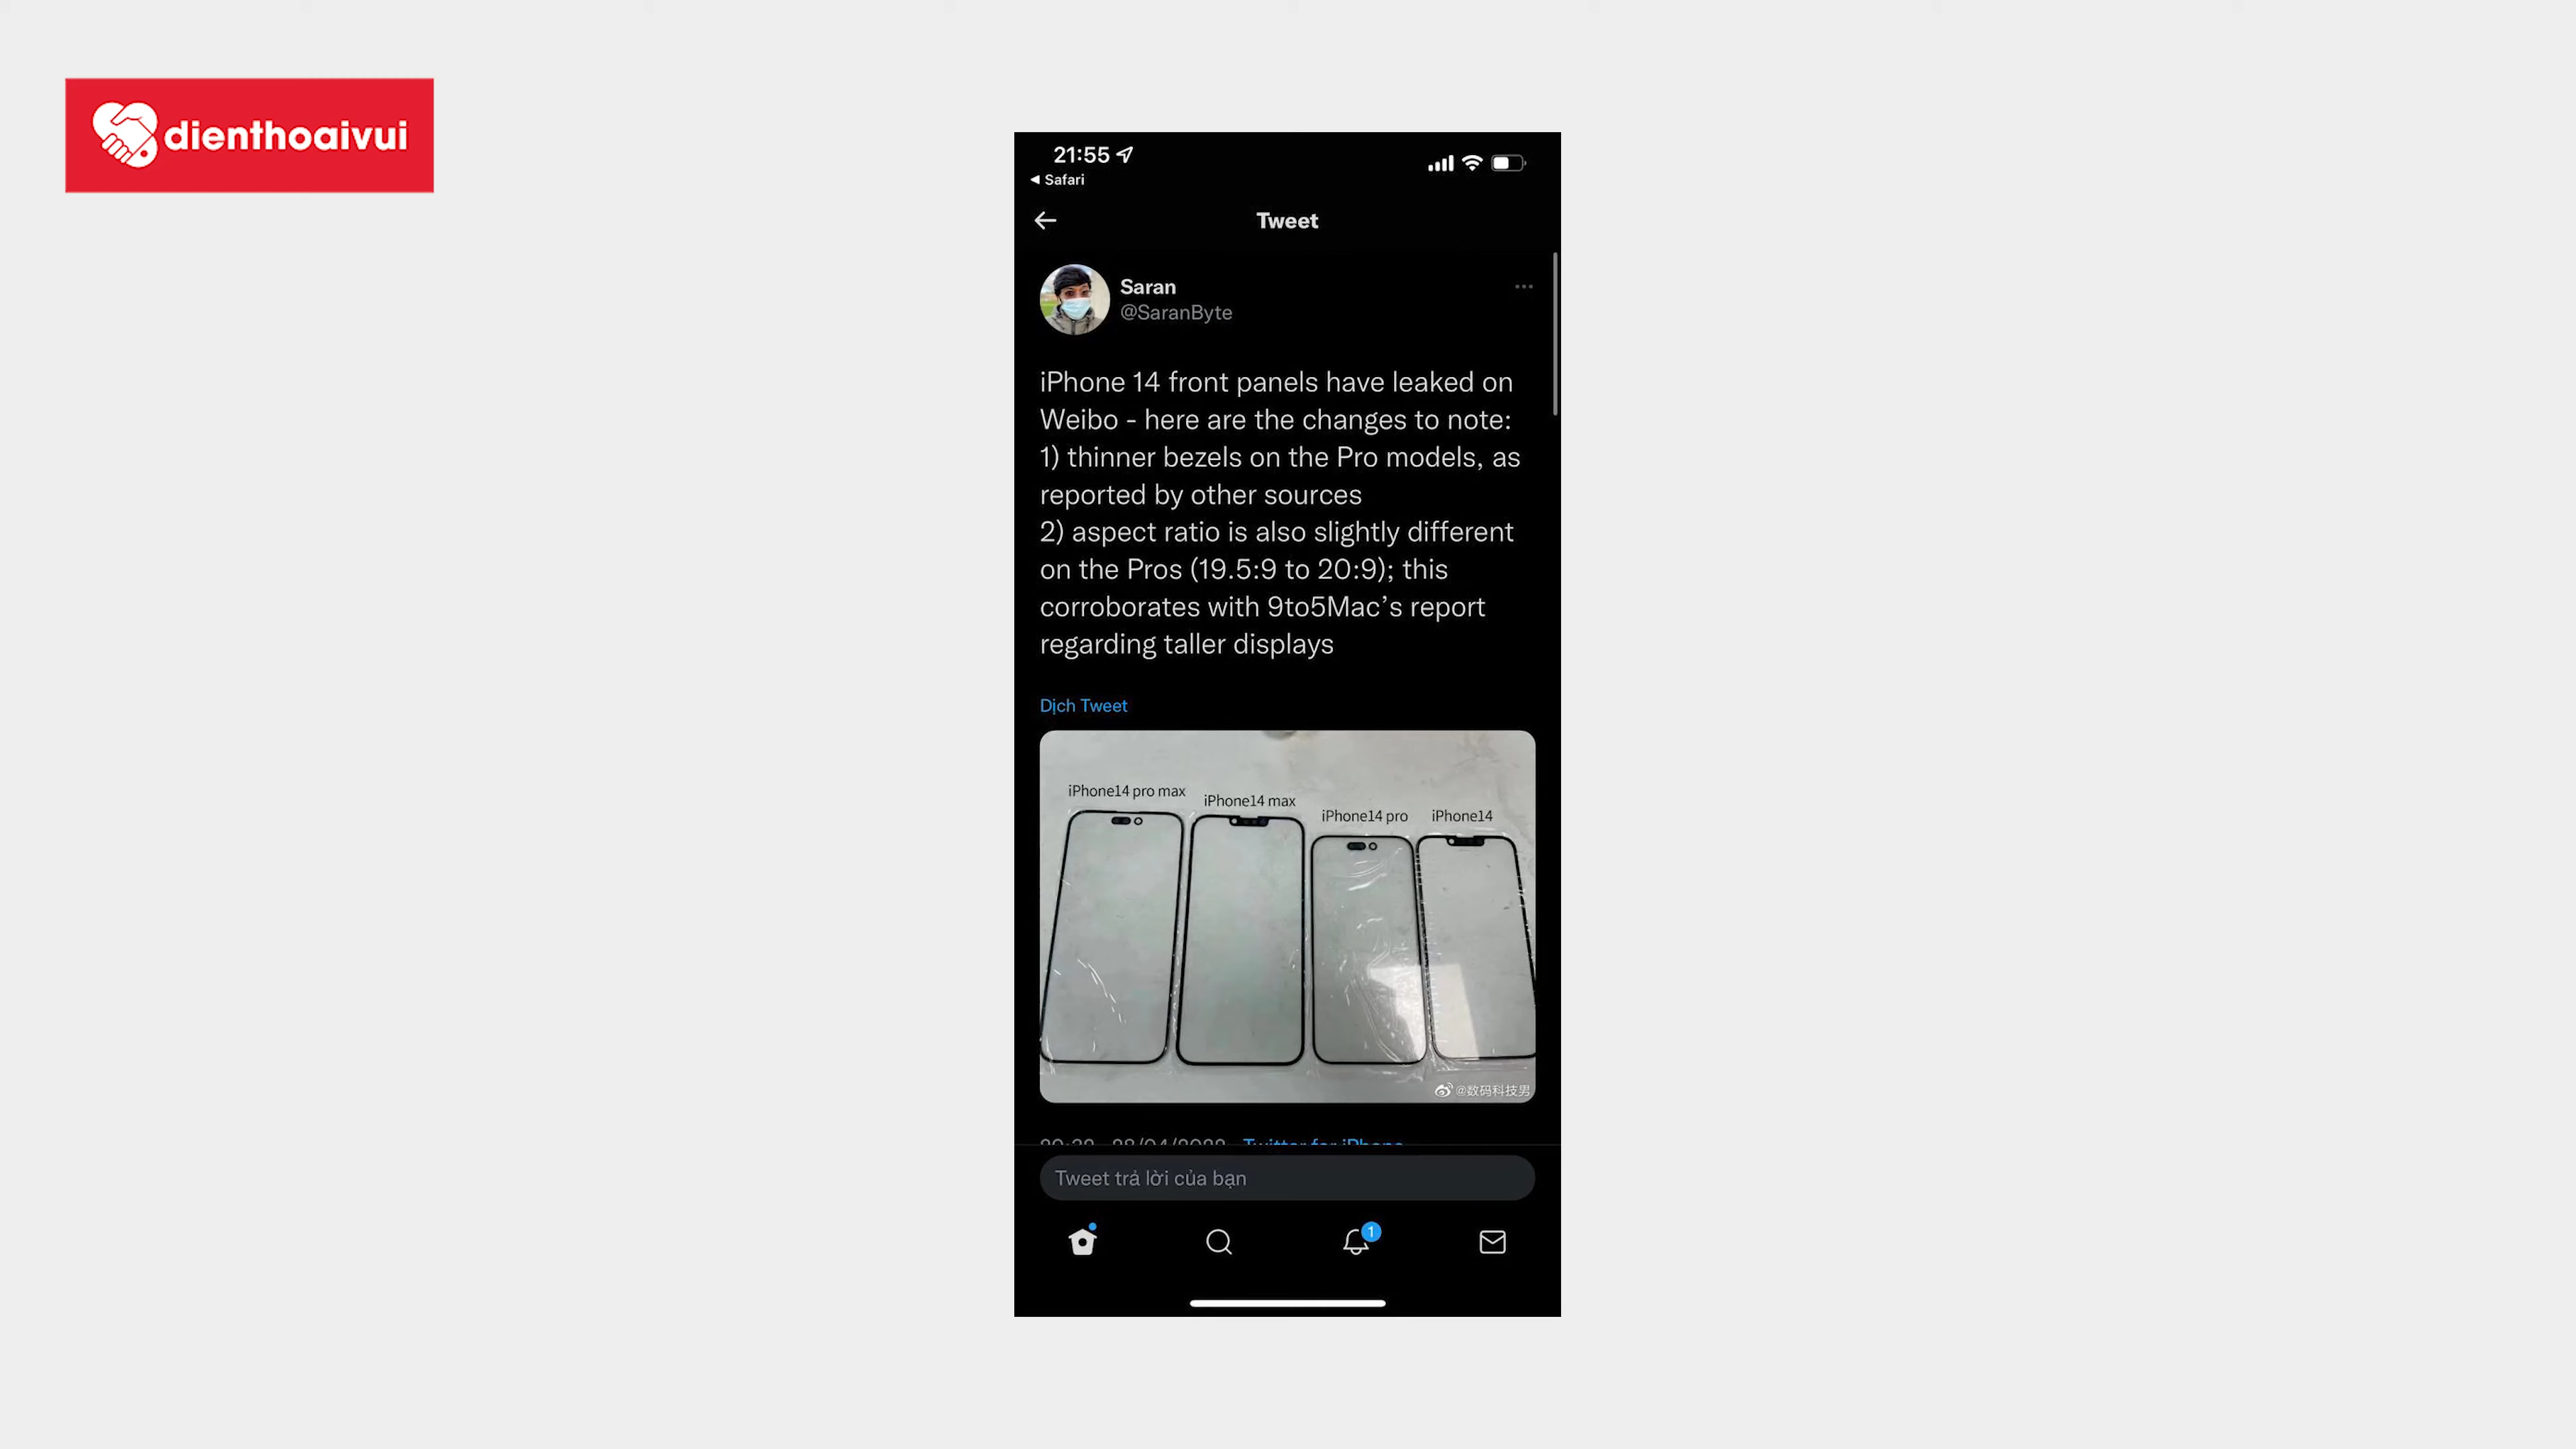 dienthoaivui
21:55
◀ Safari
Tweet
Saran
@SaranByte
iPhone 14 front panels have leaked on
Weibo - here are the changes to note:
1) thinner bezels on the Pro models, as
reported by other sources
2) aspect ratio is also slightly different
on the Pros (19.5:9 to 20:9); this
corroborates with 9to5Mac’s report
regarding taller displays
Dịch Tweet
iPhone14 pro max
iPhone14 max
iPhone14 pro
iPhone14
@数码科技男
Twitter for iPhone
Tweet trả lời của bạn
1